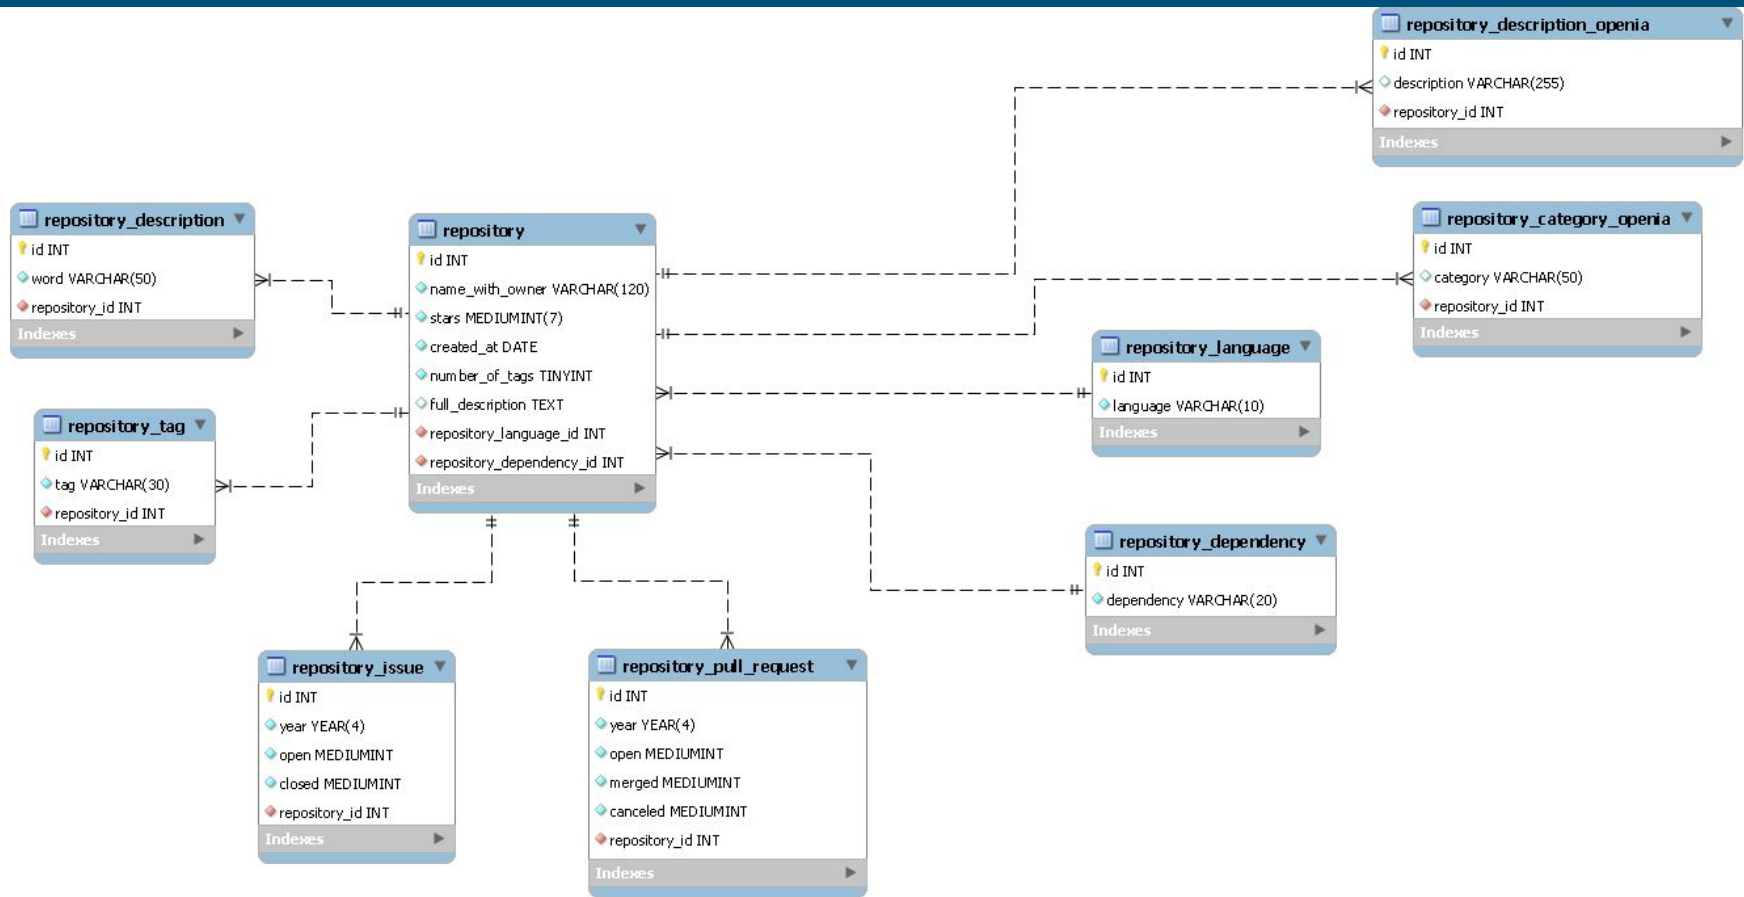 repository_description_openia
id INT
description VARCHAR(255)
repository_id INT
Indexes
repository_description
id INT
word VARCHAR(50)
repository_id INT
Indexes
repository
id INT
name_with_owner VARCHAR(120)
stars MEDIUMINT(7)
created_at DATE
number_of_tags TINYINT
full_description TEXT
repository_language_id INT
repository_dependency_id INT
Indexes
repository_category_openia
id INT
category VARCHAR(50)
repository_id INT
Indexes
repository_language
id INT
language VARCHAR(10)
Indexes
repository_tag
id INT
tag VARCHAR(30)
repository_id INT
Indexes
repository_dependency
id INT
dependency VARCHAR(20)
Indexes
repository_issue
id INT
year YEAR(4)
open MEDIUMINT
closed MEDIUMINT
repository_id INT
Indexes
repository_pull_request
id INT
year YEAR(4)
open MEDIUMINT
merged MEDIUMINT
canceled MEDIUMINT
repository_id INT
Indexes